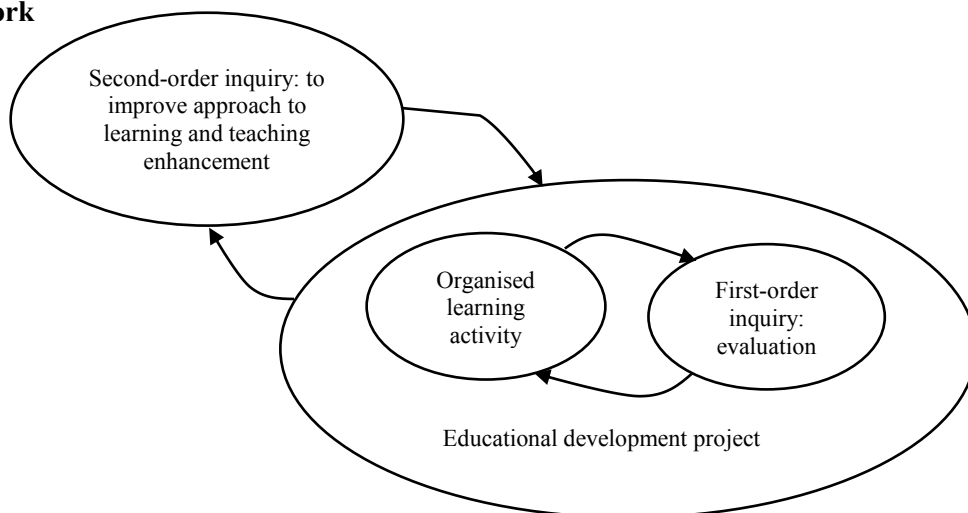 ork
Second-order inquiry: to
improve approach to
learning and teaching
enhancement
Organised
learning
activity
First-order
inquiry:
evaluation
Educational development project